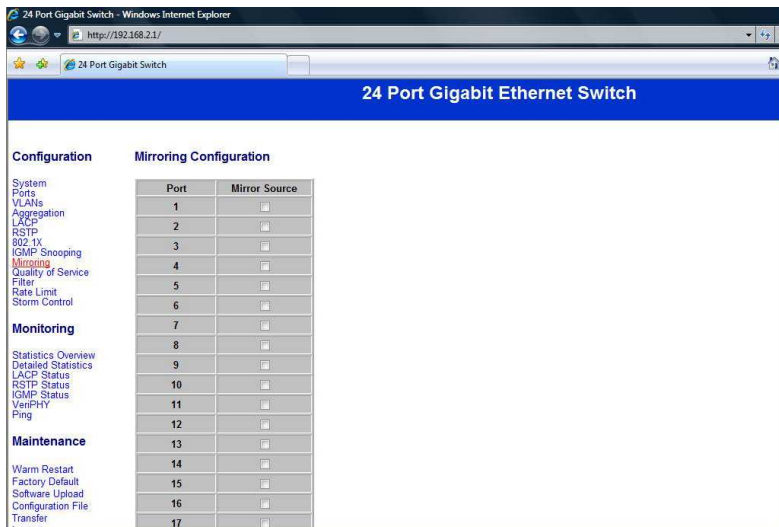 24 Port Gigabit Switch - Windows Internet Explorer
http://192.168.2.1/
24 Port Gigabit Switch
24 Port Gigabit Ethernet Switch
Configuration
System
Ports
VLANs
Aggregation
LACP
RSTP
802.1X
IGMP Snooping
Mirroring
Quality of Service
Filter
Rate Limit
Storm Control
Monitoring
Statistics Overview
Detailed Statistics
LACP Status
RSTP Status
IGMP Status
VeriPHY
Ping
Maintenance
Warm Restart
Factory Default
Software Upload
Configuration File
Transfer
Mirroring Configuration
Port Mirror Source
1
2
3
4
5
6
7
8
9
10
11
12
13
14
15
16
17